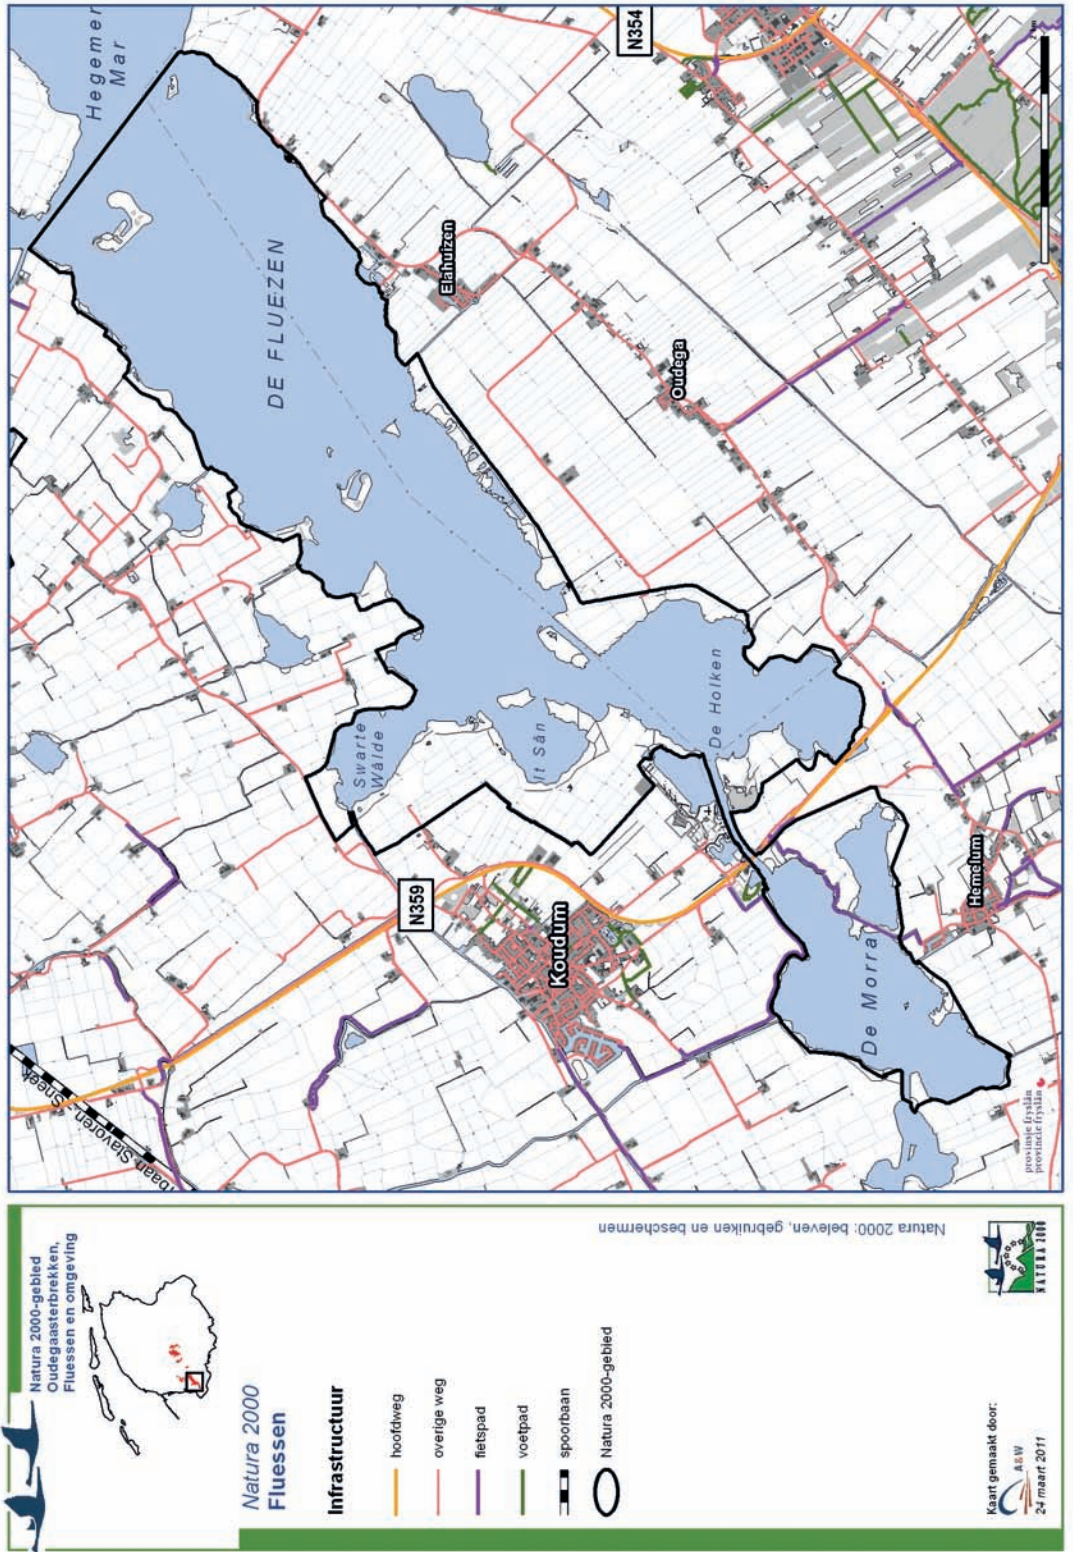 Natura 2000-gebied
Oudegaasterbrekken,
Fluessen en omgeving
Natura 2000
Fluessen
Infrastructuur
hoofdweg
overige weg
fietspad
voetpad
spoorbaan
Natura 2000-gebied
Kaart gemaakt door:
A&W
24 maart 2011
Natura 2000: beleven, gebruiken en beschermen
NATURA 2000
rbaan Stavoren - Sneek
N359
Koudum
Swarte
Wâlde
It Sân
De Holken
De Morra
Hemelum
DE FLUEZEN
Hegemer
Mar
Elahuizen
Oudega
N354
provinsje fryslân
provincie fryslân